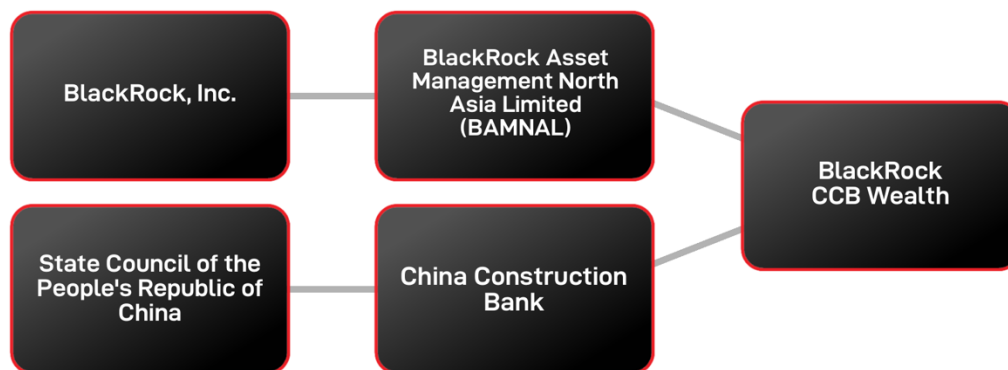 BlackRock, Inc.
BlackRock Asset
Management North
Asia Limited
(BAMNAL)
BlackRock
CCB Wealth
State Council of the
People's Republic of
China
China Construction
Bank